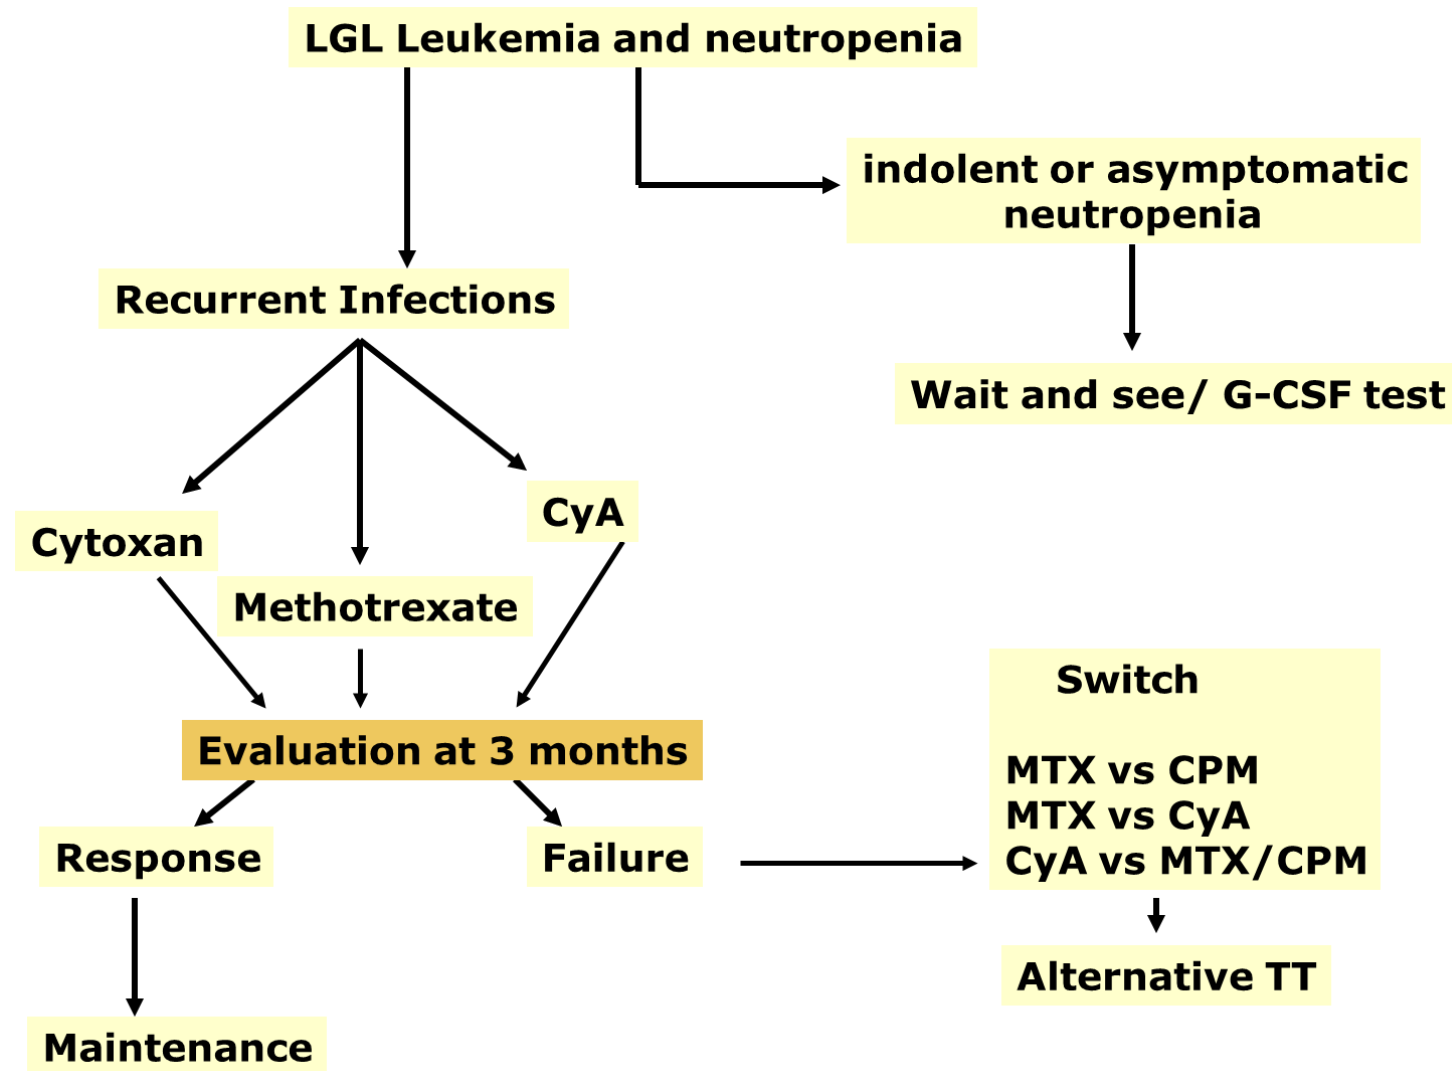 LGL Leukemia and neutropenia
indolent or asymptomatic
neutropenia
Recurrent Infections
Wait and see/ G-CSF test
CyA
Cytoxan
Methotrexate
Evaluation at 3 months
Response
Failure
Switch
MTX vs CPM
MTX vs CyA
CyA vs MTX/CPM
Alternative TT
Maintenance